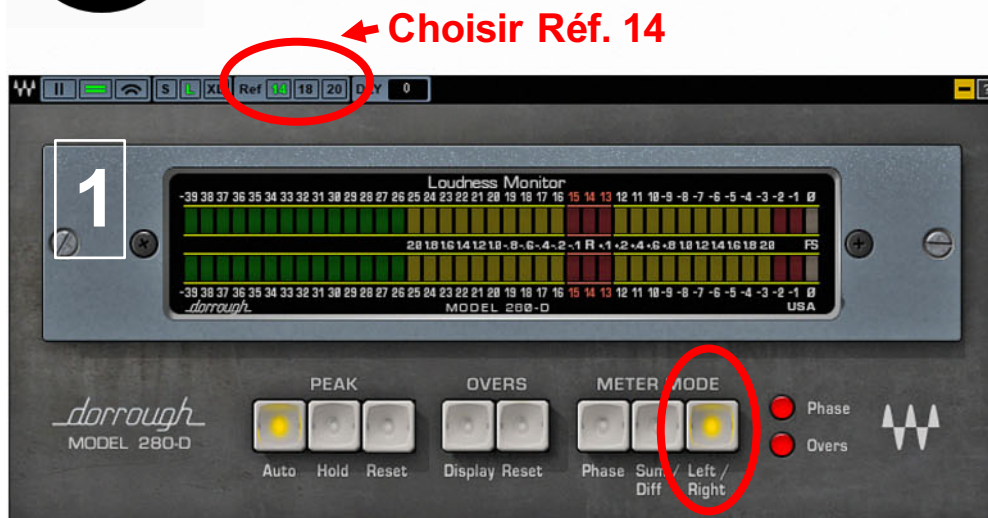 Choisir Réf. 14
S L XL Ref 14 18 20 0
1
Loudness Monitor
-39 38 37 36 35 34 33 32 31 30 29 28 27 26 25 24 23 22 21 20 19 18 17 16 15 14 13 12 11 10 -9 -8 -7 -6 -5 -4 -3 -2 -1 0
20 18 16 14 12 10 -.8 -.6 -.4 -.2 -.1 R +.1 +.2 +.4 +.6 +.8 10 12 14 16 18 20 FS
-39 38 37 36 35 34 33 32 31 30 29 28 27 26 25 24 23 22 21 20 19 18 17 16 15 14 13 12 11 10 -9 -8 -7 -6 -5 -4 -3 -2 -1 0
dorrough MODEL 280-D USA
PEAK OVERS METER MODE
dorrough
MODEL 280-D
Phase
Overs
Auto Hold Reset Display Reset Phase Sum / Left /
Diff Right